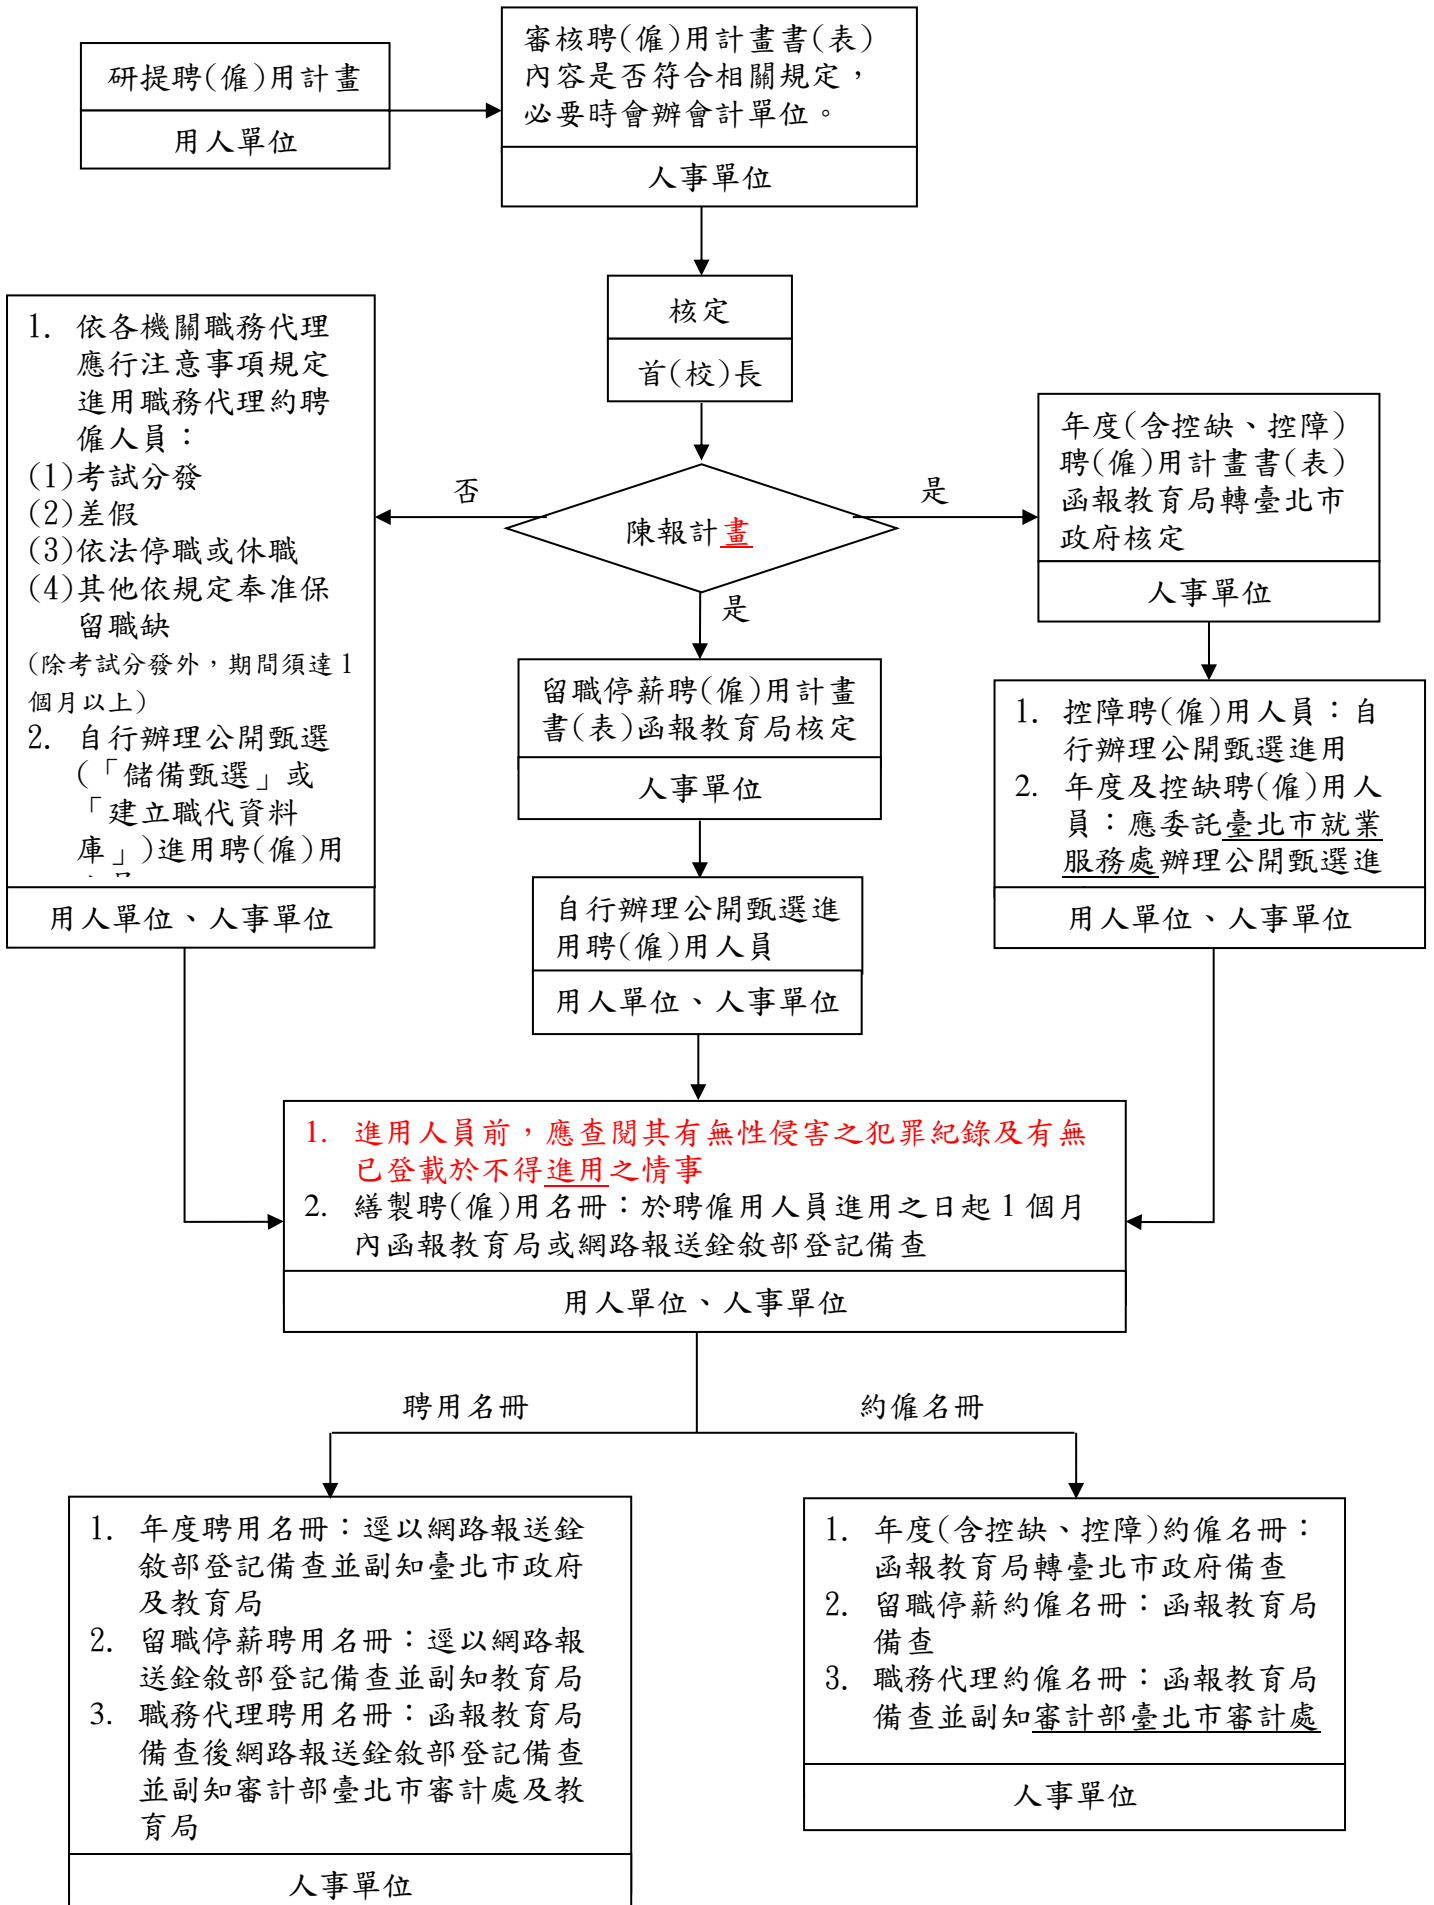 研提聘(僱)用計畫
用人單位
審核聘(僱)用計畫書(表)
內容是否符合相關規定，
必要時會辦會計單位。
人事單位
核定
首(校)長
陳報計畫
否
是
是
1. 依各機關職務代理
應行注意事項規定
進用職務代理約聘
僱人員：
(1)考試分發
(2)差假
(3)依法停職或休職
(4)其他依規定奉准保
留職缺
(除考試分發外，期間須達1
個月以上)
2. 自行辦理公開甄選
(「儲備甄選」或
「建立職代資料
庫」)進用聘(僱)用
用人單位、人事單位
留職停薪聘(僱)用計畫
書(表)函報教育局核定
人事單位
自行辦理公開甄選進
用聘(僱)用人員
用人單位、人事單位
年度(含控缺、控障)
聘(僱)用計畫書(表)
函報教育局轉臺北市
政府核定
人事單位
1. 控障聘(僱)用人員：自
行辦理公開甄選進用
2. 年度及控缺聘(僱)用人
員：應委託臺北市就業
服務處辦理公開甄選進
用人單位、人事單位
1. 進用人員前，應查閱其有無性侵害之犯罪紀錄及有無
已登載於不得進用之情事
2. 繕製聘(僱)用名冊：於聘僱用人員進用之日起1個月
內函報教育局或網路報送銓敘部登記備查
用人單位、人事單位
聘用名冊
約僱名冊
1. 年度聘用名冊：逕以網路報送銓
敘部登記備查並副知臺北市政府
及教育局
2. 留職停薪聘用名冊：逕以網路報
送銓敘部登記備查並副知教育局
3. 職務代理聘用名冊：函報教育局
備查後網路報送銓敘部登記備查
並副知審計部臺北市審計處及教
育局
人事單位
1. 年度(含控缺、控障)約僱名冊：
函報教育局轉臺北市政府備查
2. 留職停薪約僱名冊：函報教育局
備查
3. 職務代理約僱名冊：函報教育局
備查並副知審計部臺北市審計處
人事單位